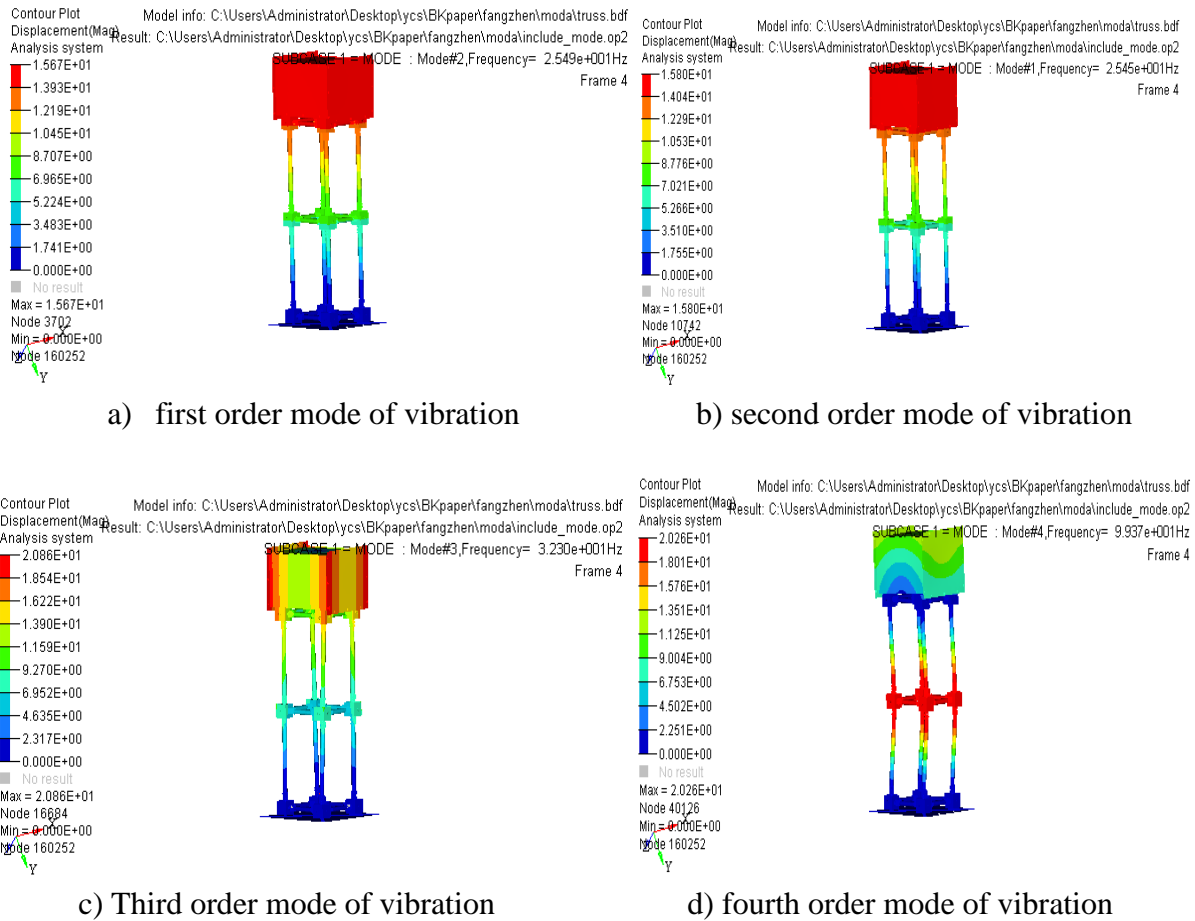 Contour Plot
Displacement(Mag)
Analysis system
1.567E+01
1.393E+01
1.219E+01
1.045E+01
8.707E+00
6.965E+00
5.224E+00
3.483E+00
1.741E+00
0.000E+00
No result
Max = 1.567E+01
Node 3702
Min = 0.000E+00
Node 160252
X
Z
Y
Model info: C:\Users\Administrator\Desktop\ycs\BKpaper\fangzhen\moda\truss.bdf
Result: C:\Users\Administrator\Desktop\ycs\BKpaper\fangzhen\moda\include_mode.op2
SUBCASE 1 = MODE : Mode#2,Frequency= 2.549e+001Hz
Frame 4
a) first order mode of vibration
Contour Plot
Displacement(Mag)
Analysis system
1.580E+01
1.404E+01
1.229E+01
1.053E+01
8.776E+00
7.021E+00
5.266E+00
3.510E+00
1.755E+00
0.000E+00
No result
Max = 1.580E+01
Node 10742
Min = 0.000E+00
Node 160252
X
Z
Y
Model info: C:\Users\Administrator\Desktop\ycs\BKpaper\fangzhen\moda\truss.bdf
Result: C:\Users\Administrator\Desktop\ycs\BKpaper\fangzhen\moda\include_mode.op2
SUBCASE 1 = MODE : Mode#1,Frequency= 2.545e+001Hz
Frame 4
b) second order mode of vibration
Contour Plot
Displacement(Mag)
Analysis system
2.086E+01
1.854E+01
1.622E+01
1.390E+01
1.159E+01
9.270E+00
6.952E+00
4.635E+00
2.317E+00
0.000E+00
No result
Max = 2.086E+01
Node 16684
Min = 0.000E+00
Node 160252
X
Z
Y
Model info: C:\Users\Administrator\Desktop\ycs\BKpaper\fangzhen\moda\truss.bdf
Result: C:\Users\Administrator\Desktop\ycs\BKpaper\fangzhen\moda\include_mode.op2
SUBCASE 1 = MODE : Mode#3,Frequency= 3.230e+001Hz
Frame 4
c) Third order mode of vibration
Contour Plot
Displacement(Mag)
Analysis system
2.026E+01
1.801E+01
1.576E+01
1.351E+01
1.125E+01
9.004E+00
6.753E+00
4.502E+00
2.251E+00
0.000E+00
No result
Max = 2.026E+01
Node 40126
Min = 0.000E+00
Node 160252
X
Z
Y
Model info: C:\Users\Administrator\Desktop\ycs\BKpaper\fangzhen\moda\truss.bdf
Result: C:\Users\Administrator\Desktop\ycs\BKpaper\fangzhen\moda\include_mode.op2
SUBCASE 1 = MODE : Mode#4,Frequency= 9.937e+001Hz
Frame 4
d) fourth order mode of vibration